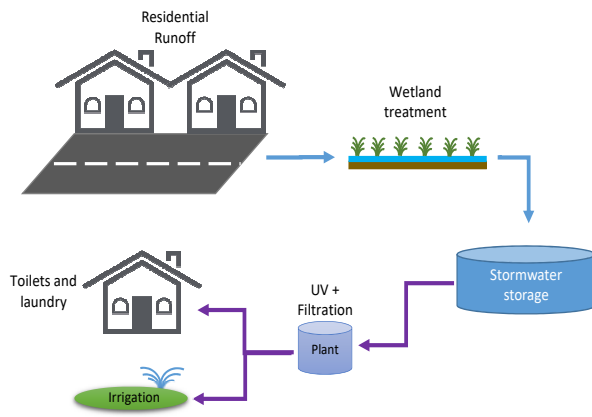 Residential
Runoff
Wetland
treatment
Stormwater
storage
Toilets and
laundry
UV +
Filtration
Plant
Irrigation